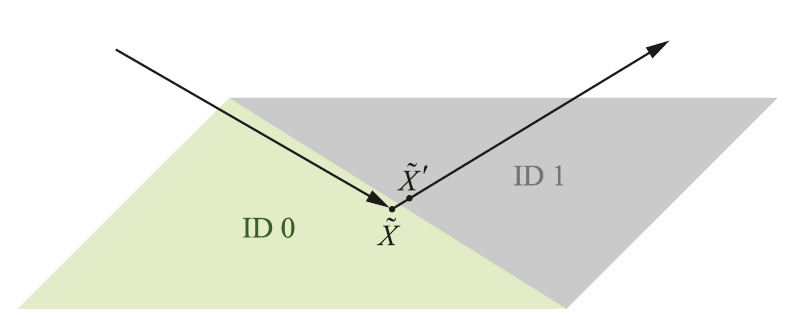 X̃′
ID 1
ID 0
X̃